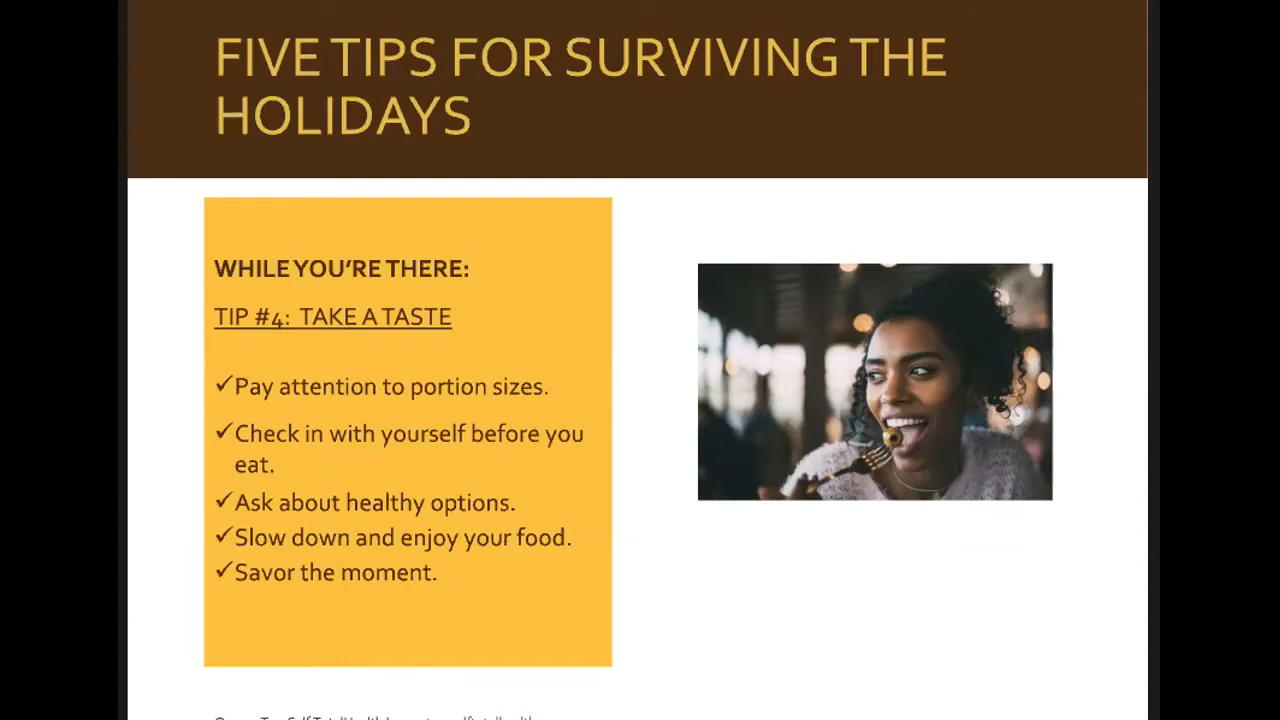 FIVE TIPS FOR SURVIVING THE
HOLIDAYS
WHILE YOU'RE THERE:
TIP #4: TAKE A TASTE
✓Pay attention to portion sizes.
✓Check in with yourself before you
eat.
✓Ask about healthy options.
✓Slow down and enjoy your food.
✓Savor the moment.